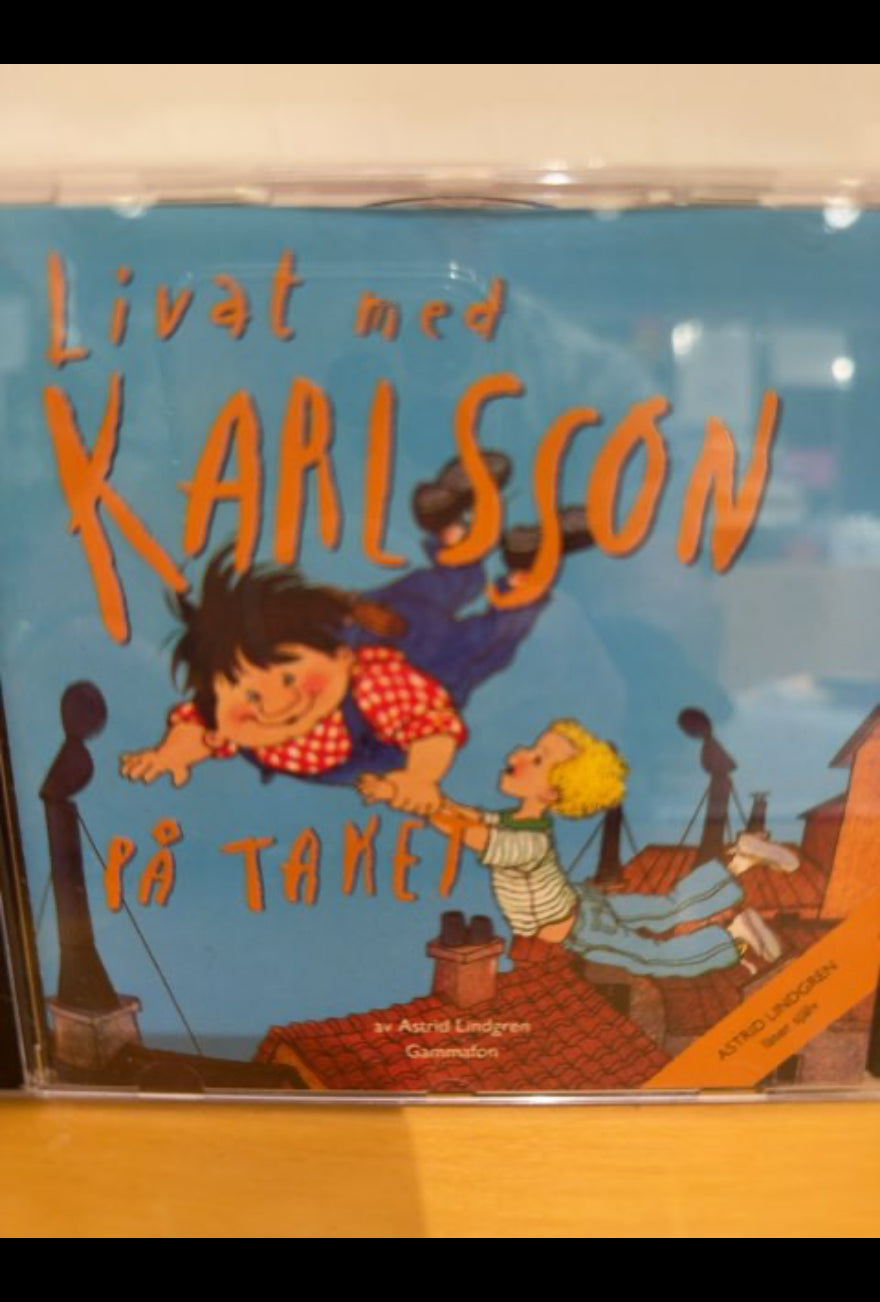 Livat med
KARLSSON
PÅ TAKET
av Astrid Lindgren
Gammafon
ASTRID LINDGREN
läser själv